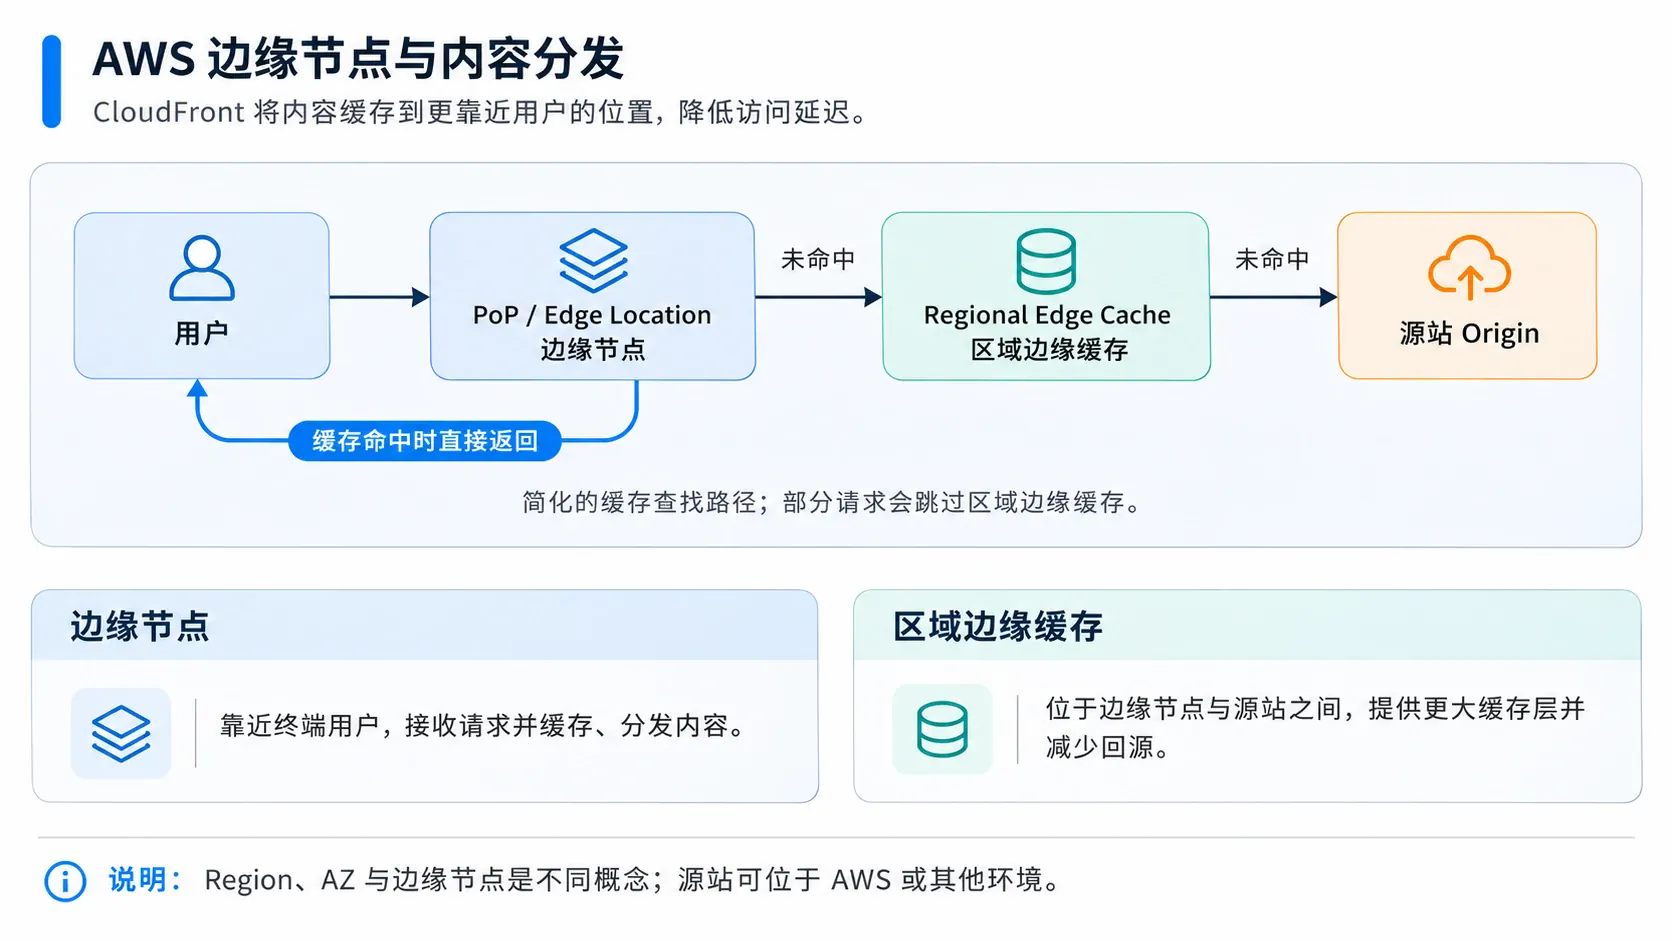 AWS 边缘节点与内容分发
CloudFront 将内容缓存到更靠近用户的位置，降低访问延迟。
用户
PoP / Edge Location
边缘节点
未命中
Regional Edge Cache
区域边缘缓存
未命中
源站 Origin
缓存命中时直接返回
简化的缓存查找路径；部分请求会跳过区域边缘缓存。
边缘节点
靠近终端用户，接收请求并缓存、分发内容。
区域边缘缓存
位于边缘节点与源站之间，提供更大缓存层并
减少回源。
说明： Region、AZ 与边缘节点是不同概念；源站可位于 AWS 或其他环境。